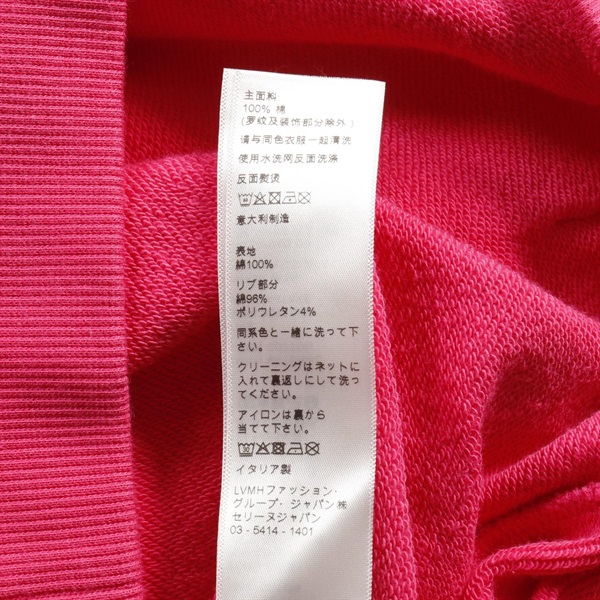 主面料
100% 棉
(罗纹及装饰部分除外)
请与同色衣服一起清洗
使用水洗网反面洗涤
反面熨烫
意大利制造
表地
綿100%
リブ部分
綿96%
ポリウレタン4%
同系色と一緒に洗って下
さい。
クリーニングはネットに
入れて裏返しにして洗っ
てください。
アイロンは裏から
当てて下さい。
イタリア製
LVMHファッション・
グループ・ジャパン㈱
セリーヌジャパン
03 - 5414 - 1401